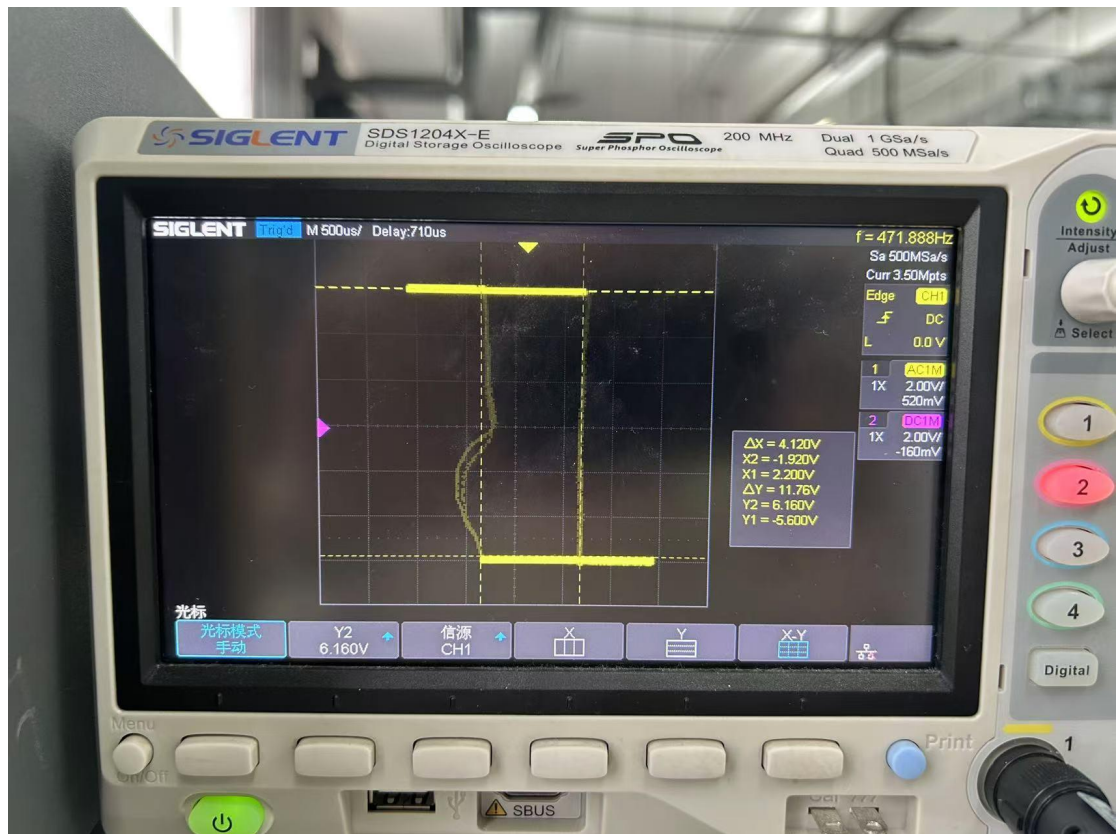 SIGLENT SDS1204X-E
Digital Storage Oscilloscope
SPO
Super Phosphor Oscilloscope
200 MHz
Dual 1 GSa/s
Quad 500 MSa/s
Intensity
Adjust
Select
SIGLENT Trig'd M 500us/ Delay:710us
f = 471.888Hz
Sa 500MSa/s
Curr 3.50Mpts
Edge CH1
DC
L 0.0 V
1 AC1M
1X 2.00V/
520mV
2 DC1M
1X 2.00V/
-160mV
ΔX = 4.120V
X2 = -1.920V
X1 = 2.200V
ΔY = 11.76V
Y2 = 6.160V
Y1 = -5.600V
光标
光标模式
手动
Y2
6.160V
信源
CH1
X
Y
X-Y
1
2
3
4
Digital
Menu
On/Off
Print
1
SBUS
Cal